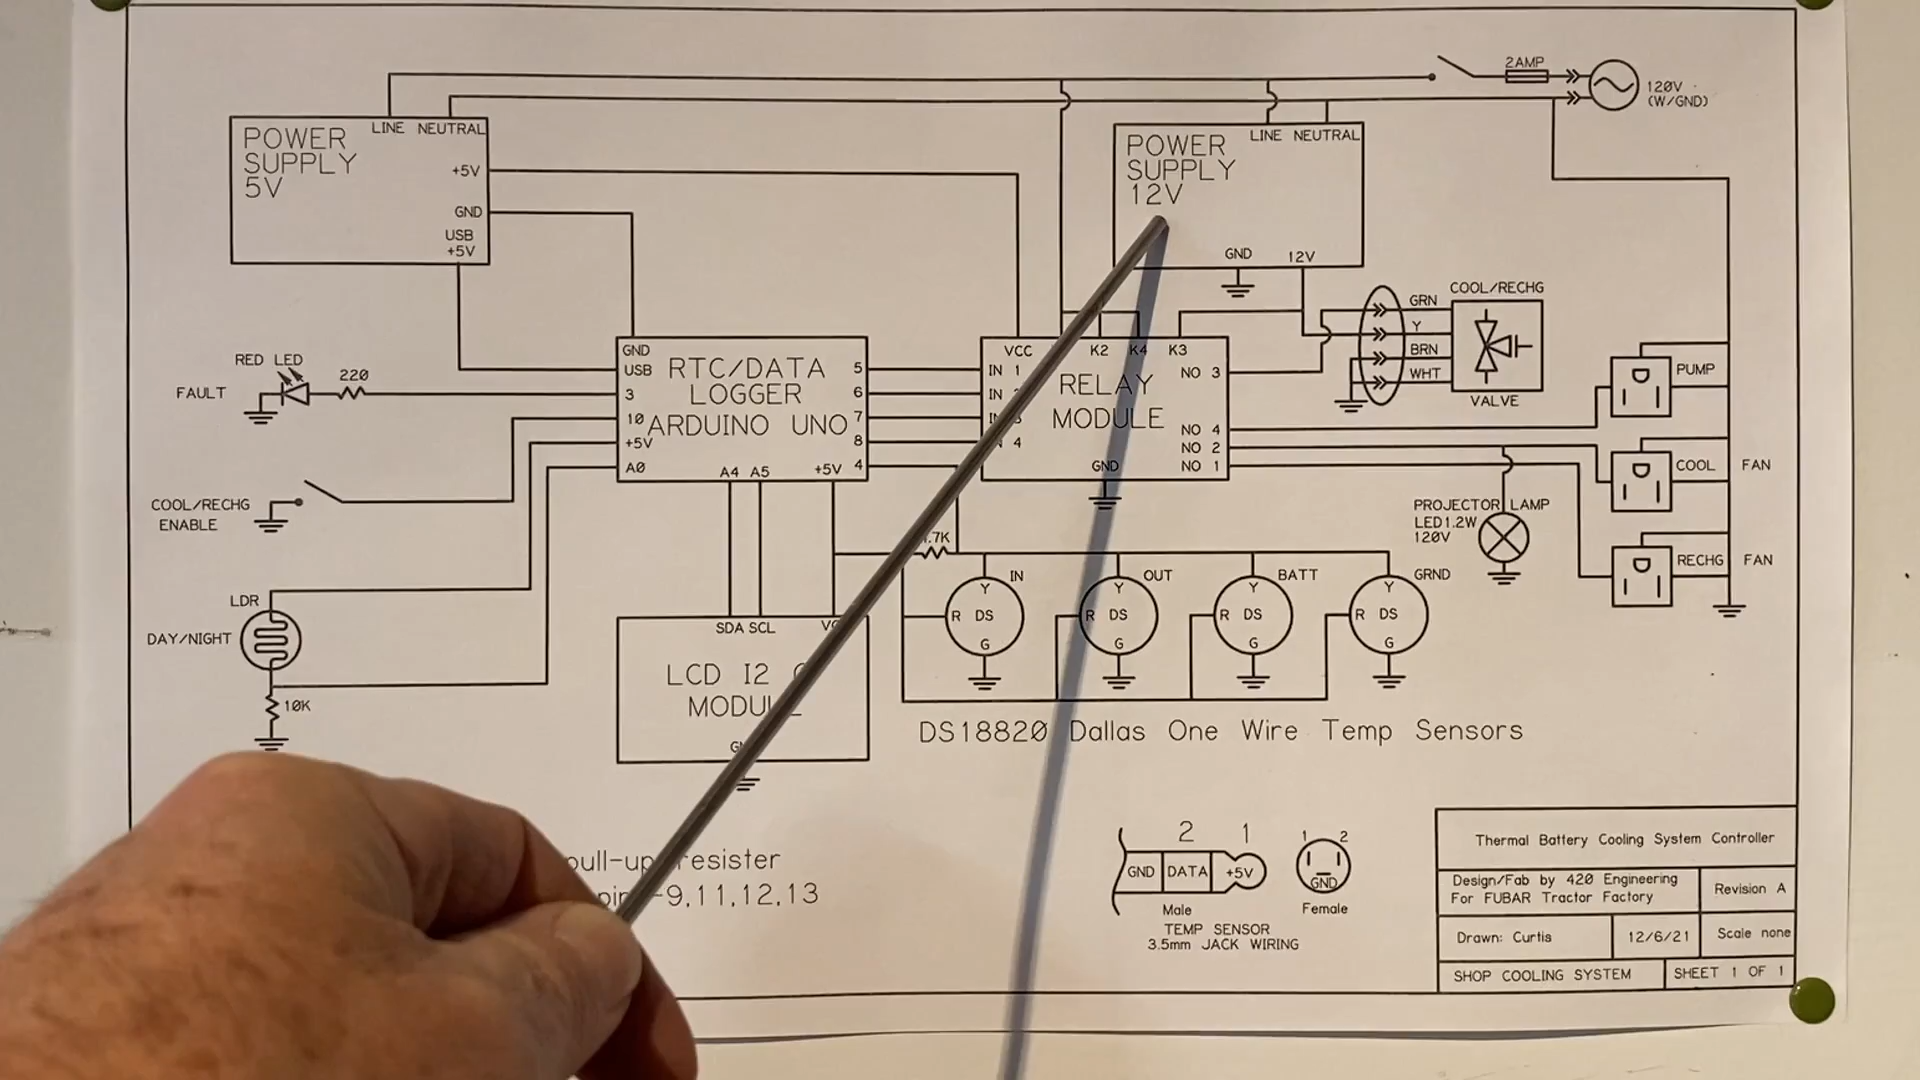 2AMP
120V
(W/GND)
LINE NEUTRAL
POWER
SUPPLY
5V
+5V
GND
USB
+5V
LINE NEUTRAL
POWER
SUPPLY
12V
GND
12V
COOL/RECHG
GRN
Y
BRN
WHT
VALVE
RED LED
220
FAULT
GND
USB
3
10
+5V
A0
RTC/DATA
LOGGER
ARDUINO UNO
5
6
7
8
4
A4 A5
+5V
VCC
K2
K4
K3
IN 1
IN
4
RELAY
MODULE
GND
NO 3
NO 4
NO 2
NO 1
PUMP
COOL FAN
RECHG FAN
PROJECTOR LAMP
LED1.2W
120V
COOL/RECHG
ENABLE
LDR
DAY/NIGHT
10K
SDA SCL
LCD I2
.7K
IN
Y
R DS
G
OUT
Y
R DS
G
BATT
Y
R DS
G
GRND
Y
R DS
G
DS18820 Dallas One Wire Temp Sensors
pull-up resister
-9,11,12,13
2 1
GND DATA +5V
Male
1 2
GND
Female
TEMP SENSOR
3.5mm JACK WIRING
Thermal Battery Cooling System Controller
Design/Fab by 420 Engineering
For FUBAR Tractor Factory
Revision A
Drawn: Curtis
12/6/21
Scale none
SHOP COOLING SYSTEM
SHEET 1 OF 1